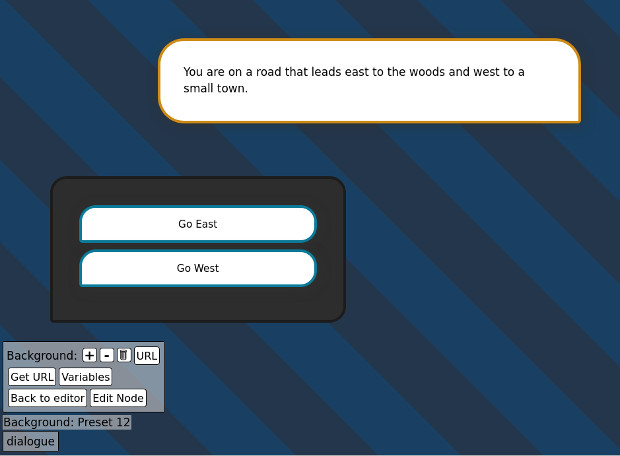 You are on a road that leads east to the woods and west to a
small town.
Go East
Go West
Background: + - URL
Get URL Variables
Back to editor Edit Node
Background: Preset 12
dialogue